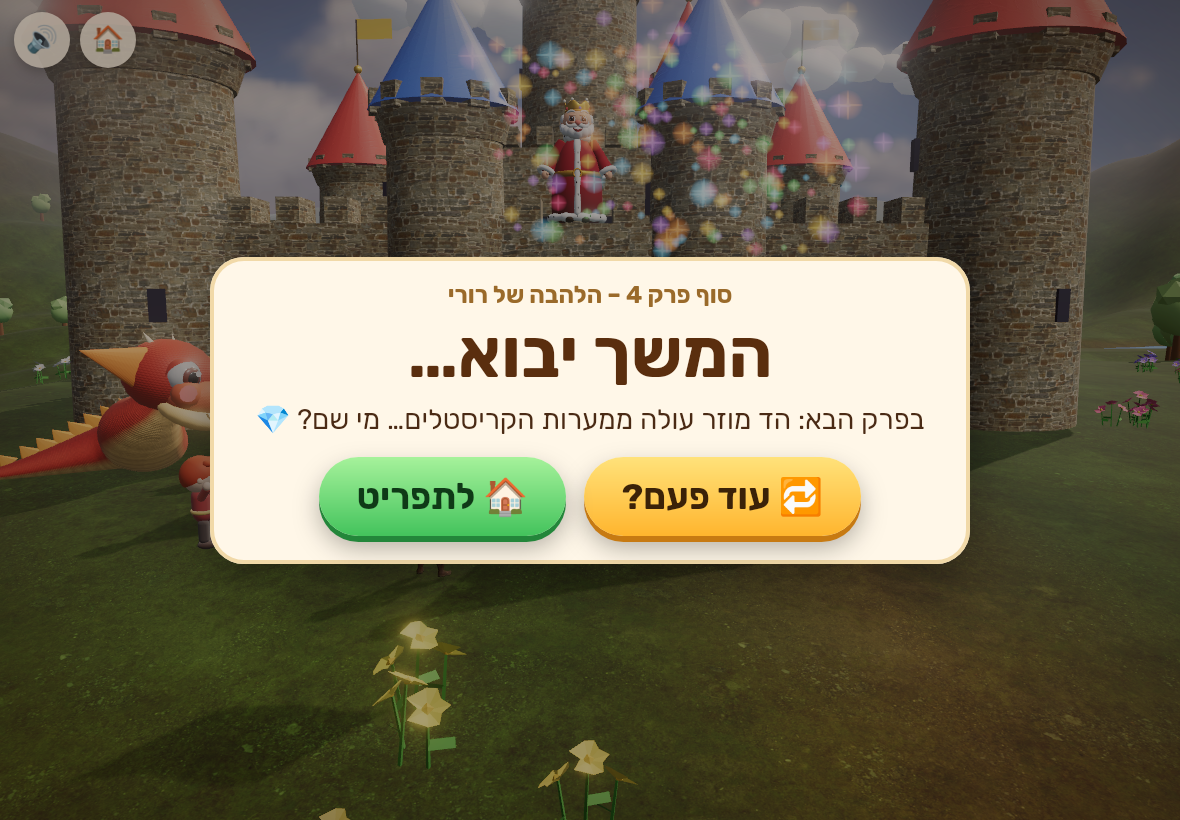 סוף פרק 4 – הלהבה של רורי
המשך יבוא...
בפרק הבא: הד מוזר עולה ממערות הקריסטלים... מי שם? 💎
🔁 עוד פעם?
🏠 לתפריט